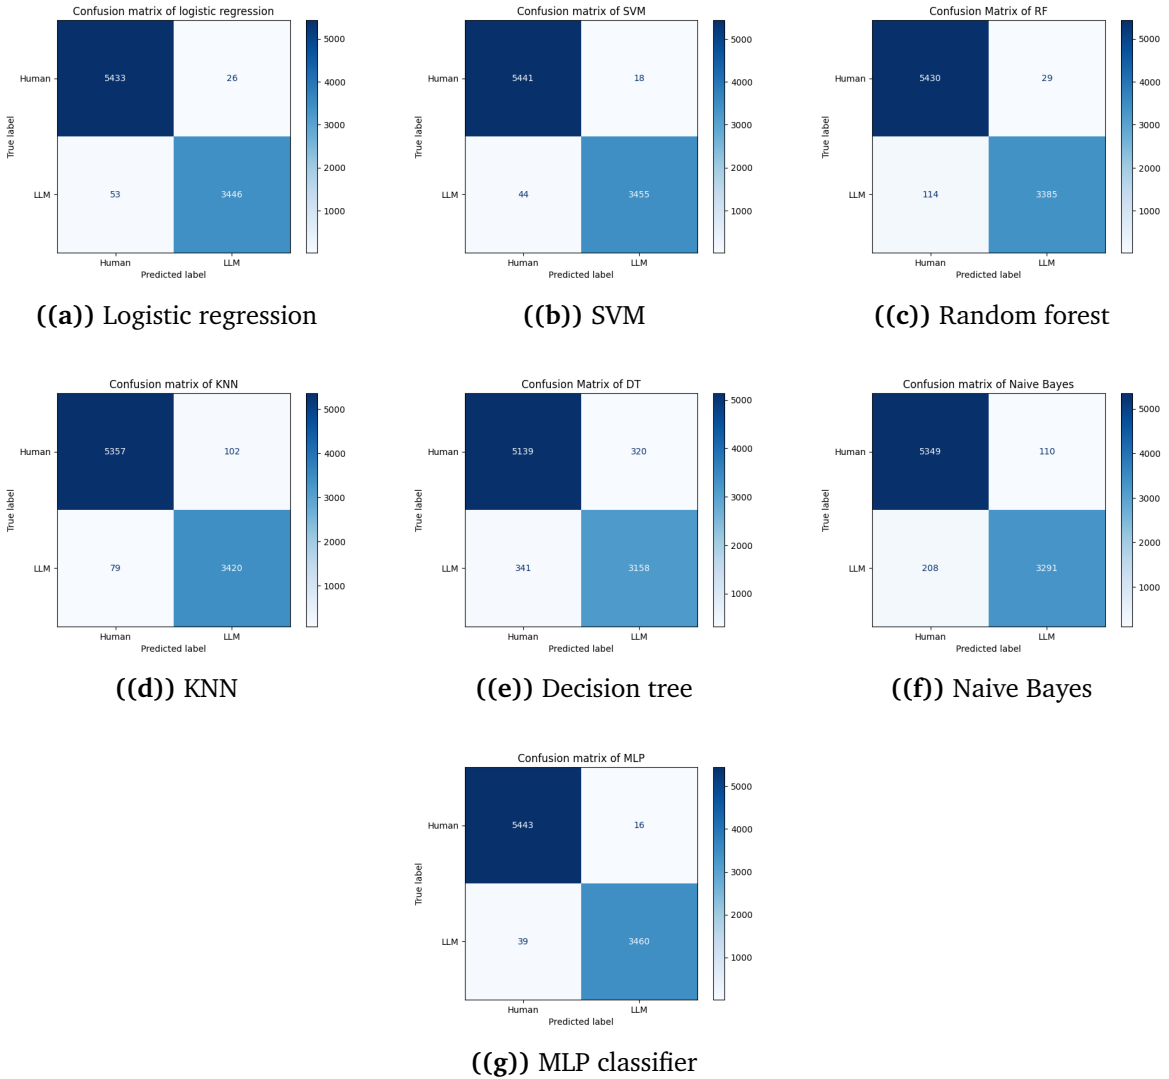 Confusion matrix of logistic regression
Human
5433
26
LLM
53
3446
True label
Human
LLM
Predicted label
5000
4000
3000
2000
1000
((a)) Logistic regression
Confusion matrix of SVM
Human
5441
18
LLM
44
3455
True label
Human
LLM
Predicted label
5000
4000
3000
2000
1000
((b)) SVM
Confusion Matrix of RF
Human
5430
29
LLM
114
3385
True label
Human
LLM
Predicted label
5000
4000
3000
2000
1000
((c)) Random forest
Confusion matrix of KNN
Human
5357
102
LLM
79
3420
True label
Human
LLM
Predicted label
5000
4000
3000
2000
1000
((d)) KNN
Confusion Matrix of DT
Human
5139
320
LLM
341
3158
True label
Human
LLM
Predicted label
5000
4000
3000
2000
1000
((e)) Decision tree
Confusion matrix of Naive Bayes
Human
5349
110
LLM
208
3291
True label
Human
LLM
Predicted label
5000
4000
3000
2000
1000
((f)) Naive Bayes
Confusion matrix of MLP
Human
5443
16
LLM
39
3460
True label
Human
LLM
Predicted label
5000
4000
3000
2000
1000
((g)) MLP classifier